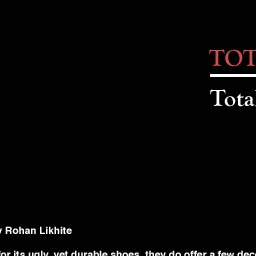 TOT
Total
y Rohan Likhite
for its ugly, yet durable shoes, they do offer a few dec